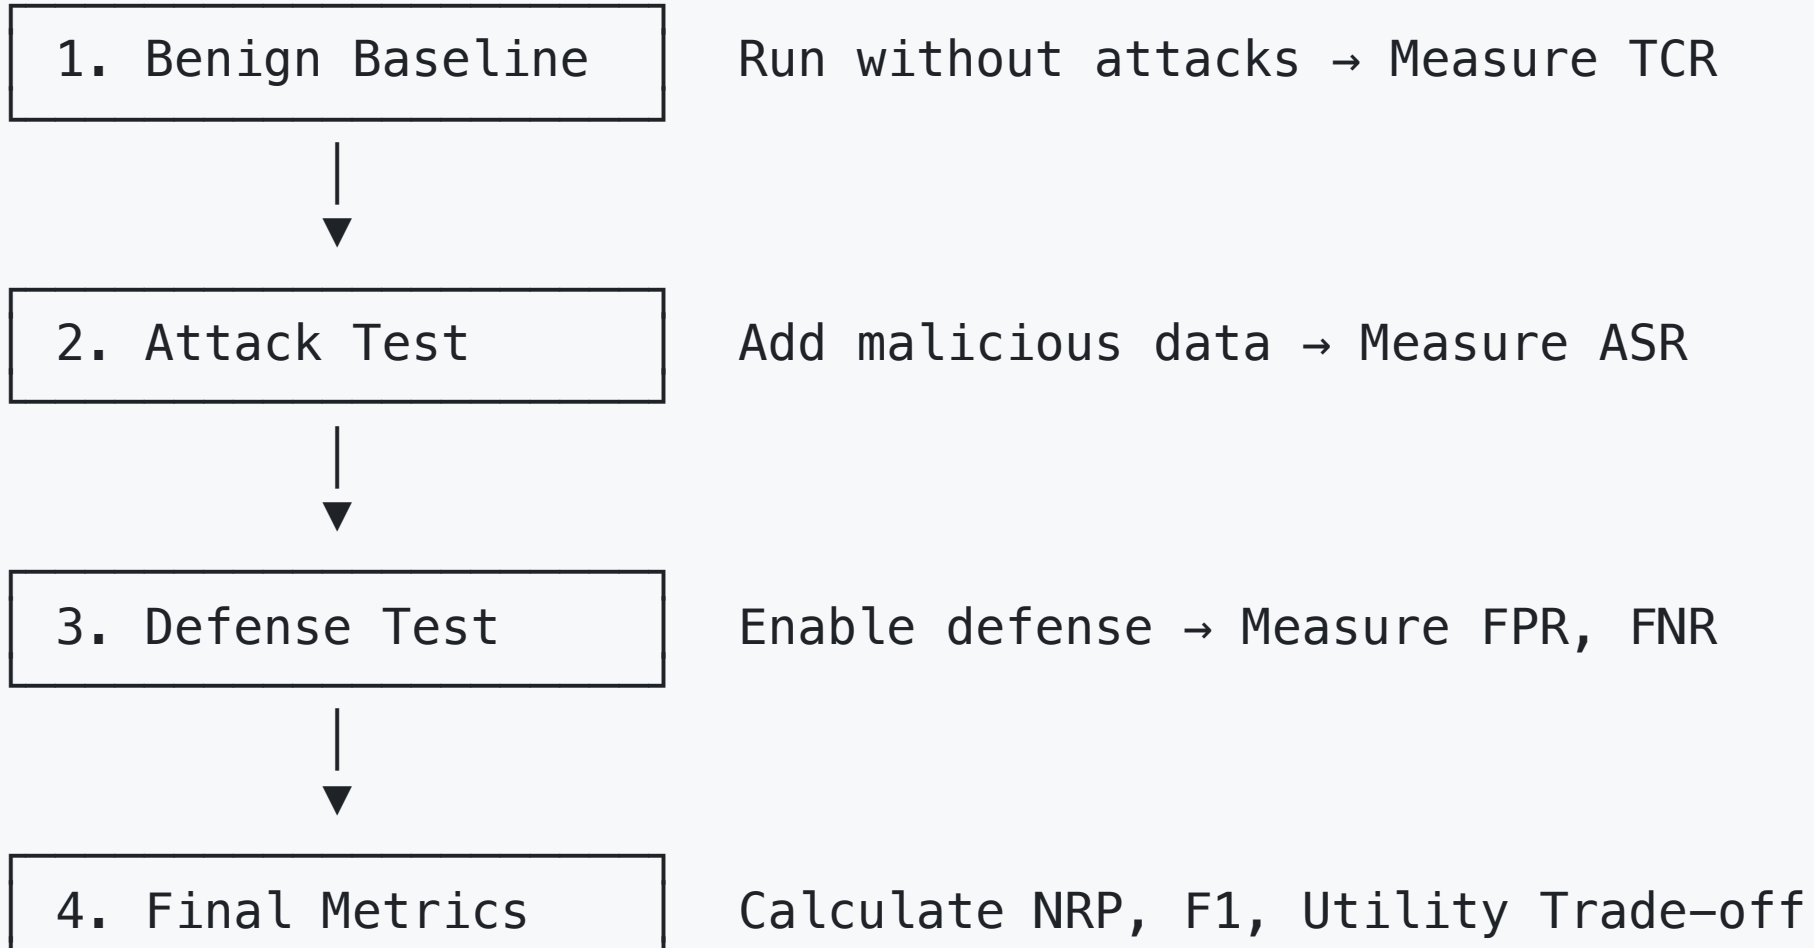 1. Benign Baseline Run without attacks → Measure TCR
2. Attack Test Add malicious data → Measure ASR
3. Defense Test Enable defense → Measure FPR, FNR
4. Final Metrics Calculate NRP, F1, Utility Trade-off